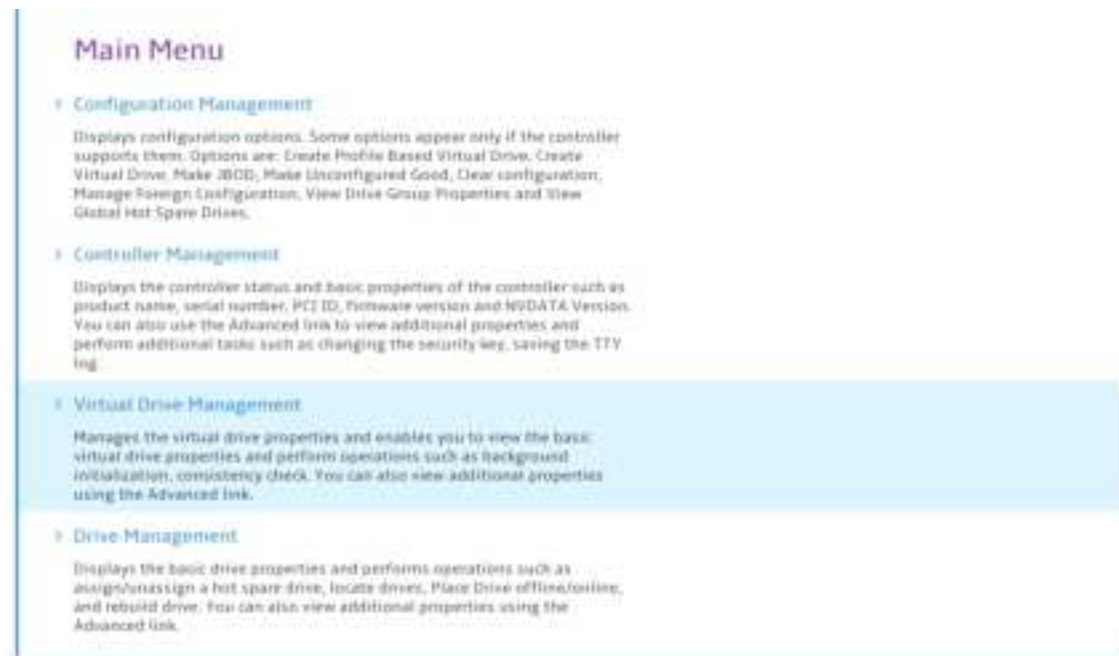 Main Menu
Configuration Management
Displays configuration options. Some options appear only if the controller
supports them. Options are: Create Profile Based Virtual Drive, Create
Virtual Drive, Make JBOD, Make Unconfigured Good, Clear configuration,
Manage Foreign Configuration, View Drive Group Properties and View
Global Hot Spare Drives.
Controller Management
Displays the controller status and basic properties of the controller such as
product name, serial number, PCI ID, firmware version and NVDATA Version.
You can also use the Advanced link to view additional properties and
perform additional tasks such as changing the security key, saving the TTY
log.
Virtual Drive Management
Manages the virtual drive properties and enables you to view the basic
virtual drive properties and perform operations such as background
initialization, consistency check. You can also view additional properties
using the Advanced link.
Drive Management
Displays the basic drive properties and performs operations such as
assign/unassign a hot spare drive, locate drives, Place Drive offline/online,
and rebuild drive. You can also view additional properties using the
Advanced link.